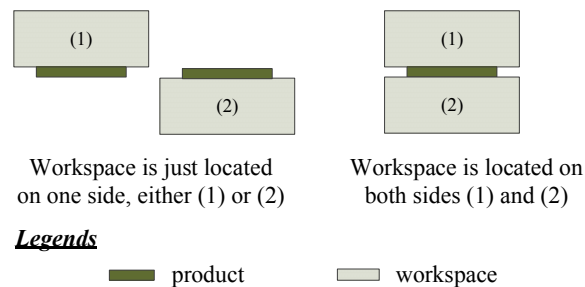 (1)
(2)
Workspace is just located
on one side, either (1) or (2)
(1)
(2)
Workspace is located on
both sides (1) and (2)
Legends
product
workspace